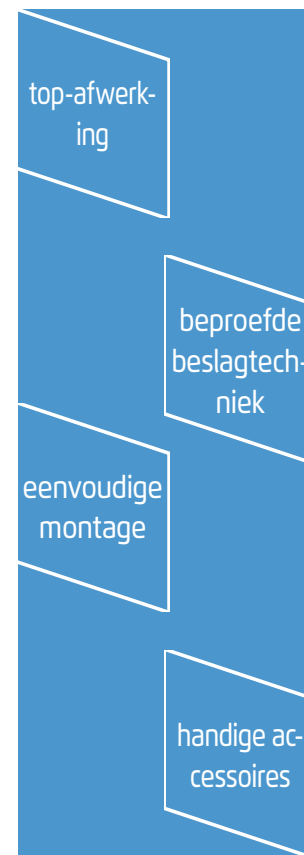 top-afwerk-
ing
beproefde
beslagtech-
niek
eenvoudige
montage
handige ac-
cessoires